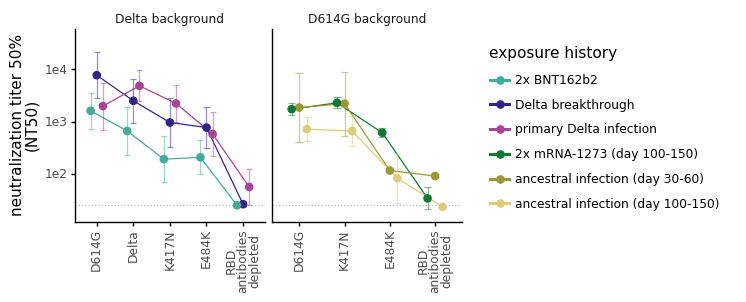 Delta background
D614G background
neutralization titer 50%
(NT50)
1e4
1e3
1e2
D614G
Delta
K417N
E484K
RBD
antibodies
depleted
D614G
K417N
E484K
RBD
antibodies
depleted
exposure history
2x BNT162b2
Delta breakthrough
primary Delta infection
2x mRNA-1273 (day 100-150)
ancestral infection (day 30-60)
ancestral infection (day 100-150)